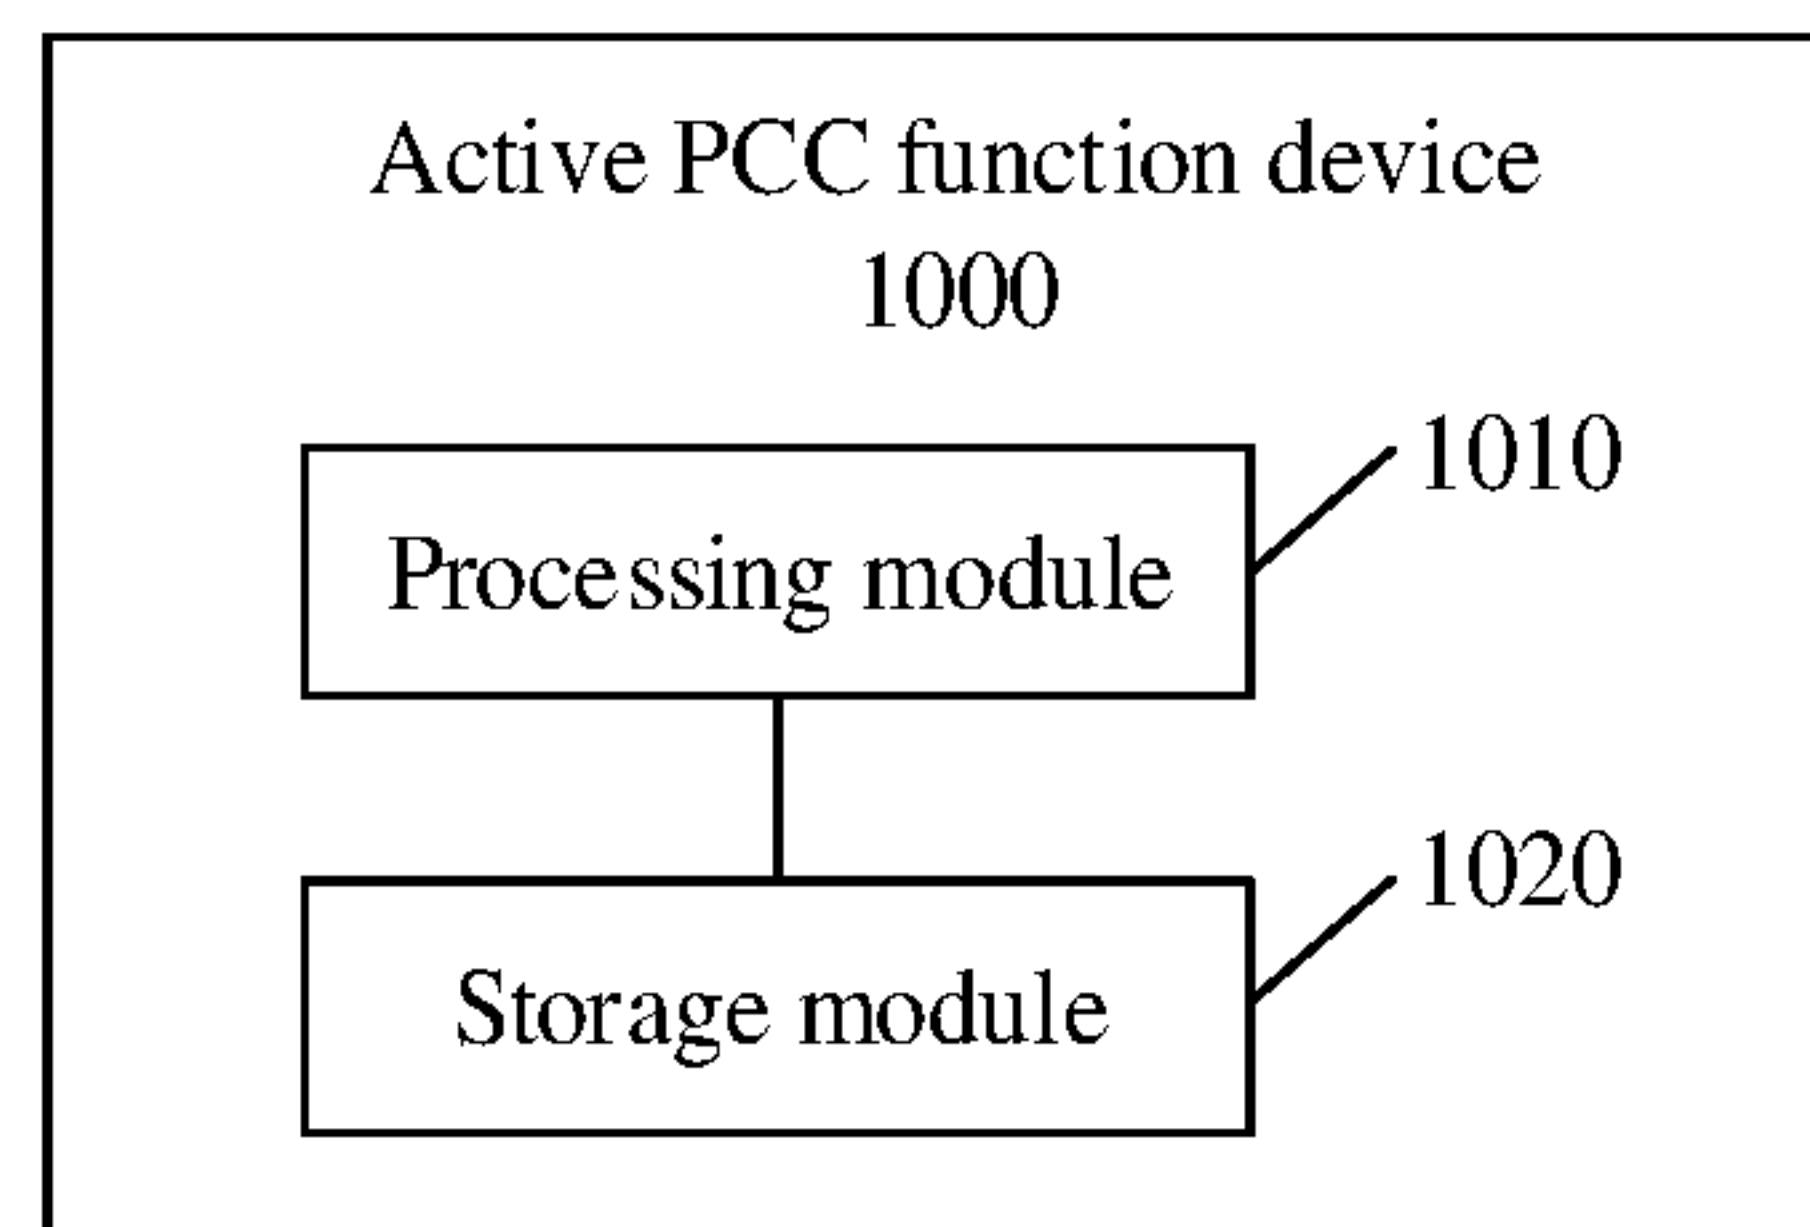 Active PCC function device
1000
1010
Processing module
1020
Storage module